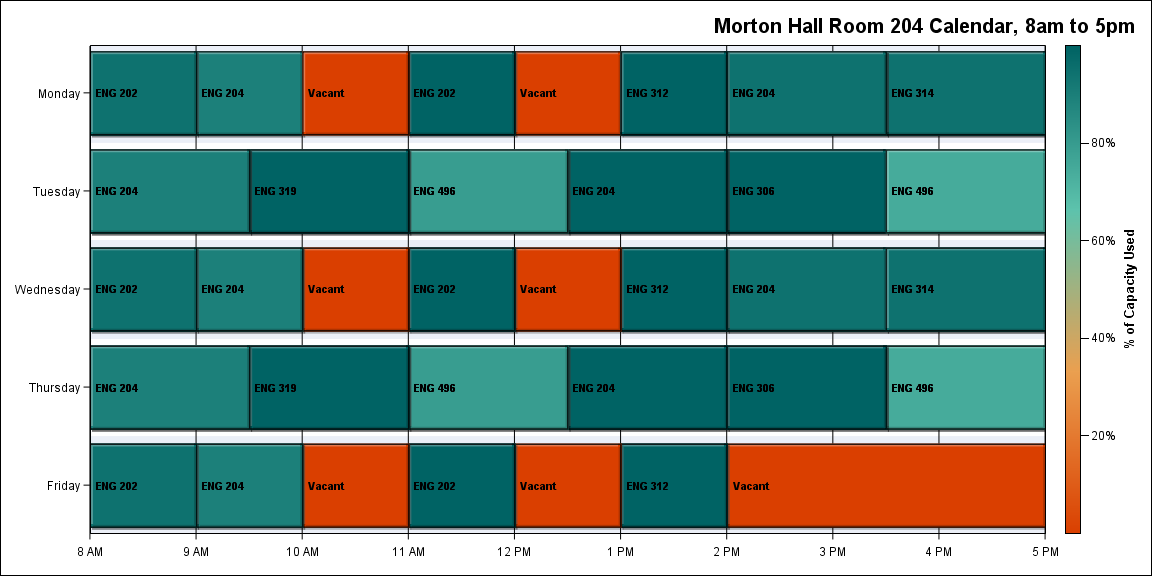 Morton Hall Room 204 Calendar, 8am to 5pm
Monday
ENG 202
ENG 204
Vacant
ENG 202
Vacant
ENG 312
ENG 204
ENG 314
Tuesday
ENG 204
ENG 319
ENG 496
ENG 204
ENG 306
ENG 496
Wednesday
ENG 202
ENG 204
Vacant
ENG 202
Vacant
ENG 312
ENG 204
ENG 314
Thursday
ENG 204
ENG 319
ENG 496
ENG 204
ENG 306
ENG 496
Friday
ENG 202
ENG 204
Vacant
ENG 202
Vacant
ENG 312
Vacant
8 AM
9 AM
10 AM
11 AM
12 PM
1 PM
2 PM
3 PM
4 PM
5 PM
80%
60%
40%
20%
% of Capacity Used